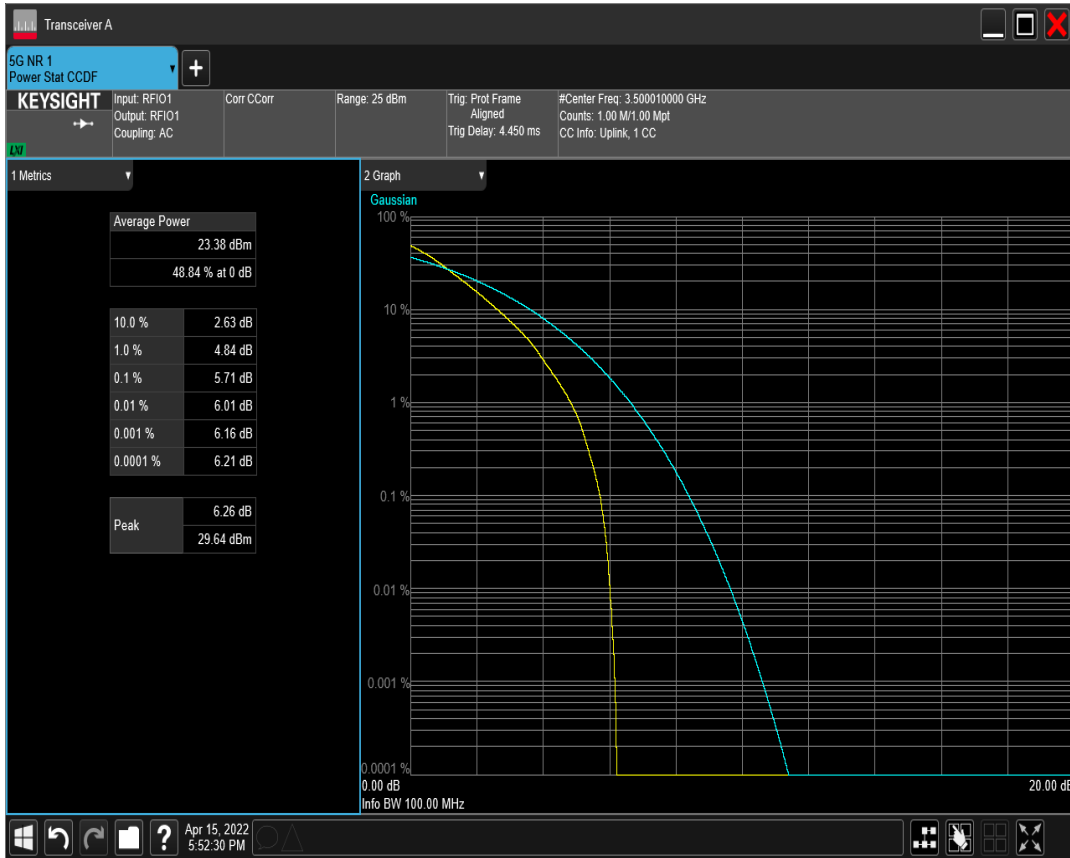 Transceiver A
5G NR 1
Power Stat CCDF
+
KEYSIGHT
LXI
Input: RFIO1
Output: RFIO1
Coupling: AC
Corr CCorr
Range: 25 dBm
Trig: Prot Frame
Aligned
Trig Delay: 4.450 ms
#Center Freq: 3.500010000 GHz
Counts: 1.00 M/1.00 Mpt
CC Info: Uplink, 1 CC
1 Metrics
Average Power
23.38 dBm
48.84 % at 0 dB
10.0 % 2.63 dB
1.0 % 4.84 dB
0.1 % 5.71 dB
0.01 % 6.01 dB
0.001 % 6.16 dB
0.0001 % 6.21 dB
Peak
6.26 dB
29.64 dBm
2 Graph
Gaussian
100 %
10 %
1 %
0.1 %
0.01 %
0.001 %
0.0001 %
0.00 dB 20.00 dB
Info BW 100.00 MHz
? Apr 15, 2022
5:52:30 PM